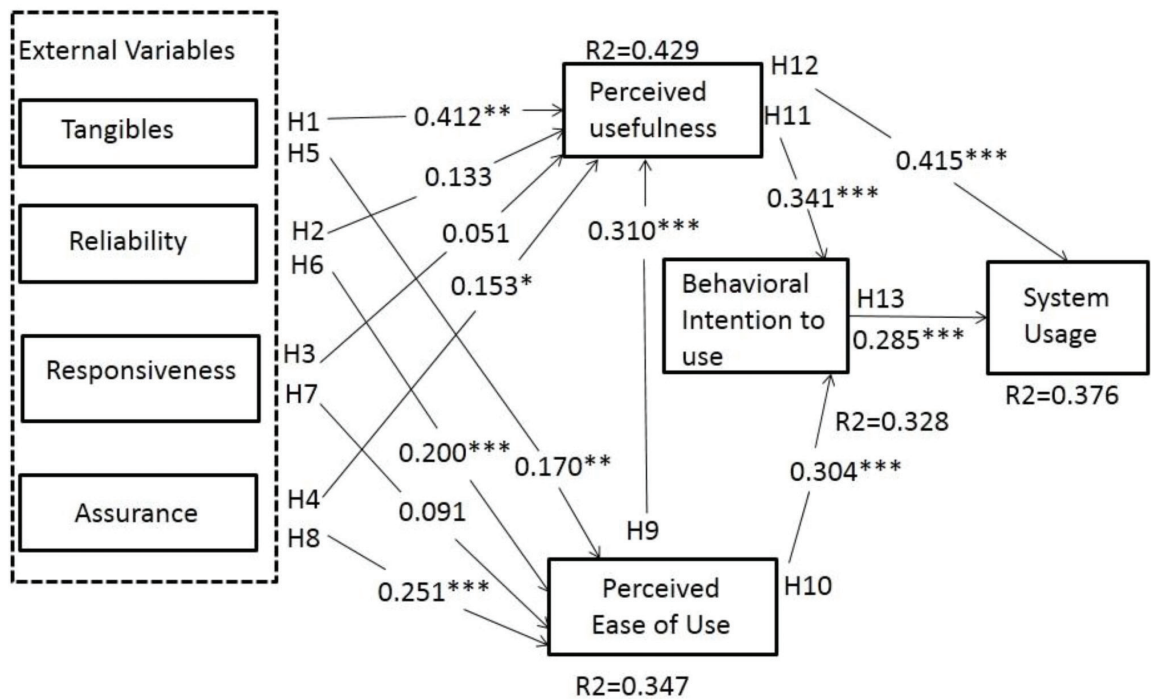 External Variables
Tangibles
Reliability
Responsiveness
Assurance
H1
H5
H2
H6
H3
H7
H4
H8
0.412**
0.133
0.051
0.153*
0.200***
0.170**
0.091
0.251***
R2=0.429
Perceived
usefulness
H12
H11
0.415***
0.341***
0.310***
Behavioral
Intention to
use
H13
0.285***
System
Usage
R2=0.376
R2=0.328
0.304***
H9
H10
Perceived
Ease of Use
R2=0.347